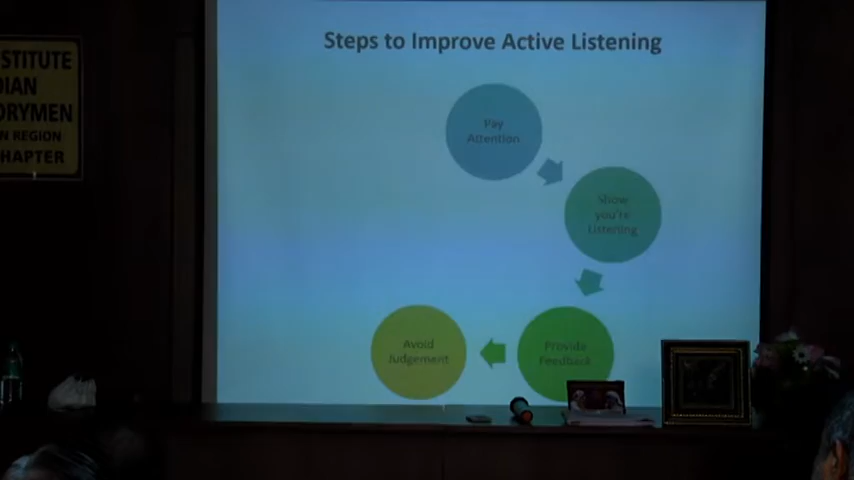 STITUTE
IAN
ORYMEN
N REGION
HAPTER
Steps to Improve Active Listening
Pay
Attention
Show
you're
Listening
Provide
Feedback
Avoid
Judgement